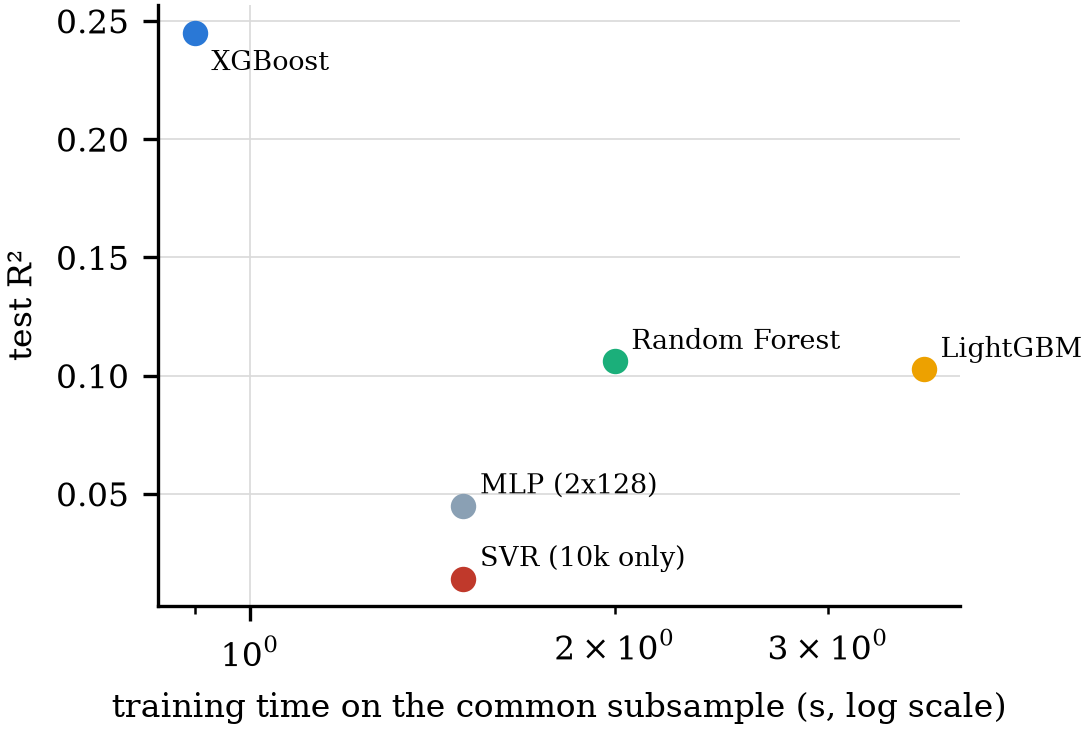 0.25
XGBoost
0.20
0.15
test R²
Random Forest
LightGBM
0.10
MLP (2x128)
0.05
SVR (10k only)
10⁰
2 × 10⁰
3 × 10⁰
training time on the common subsample (s, log scale)